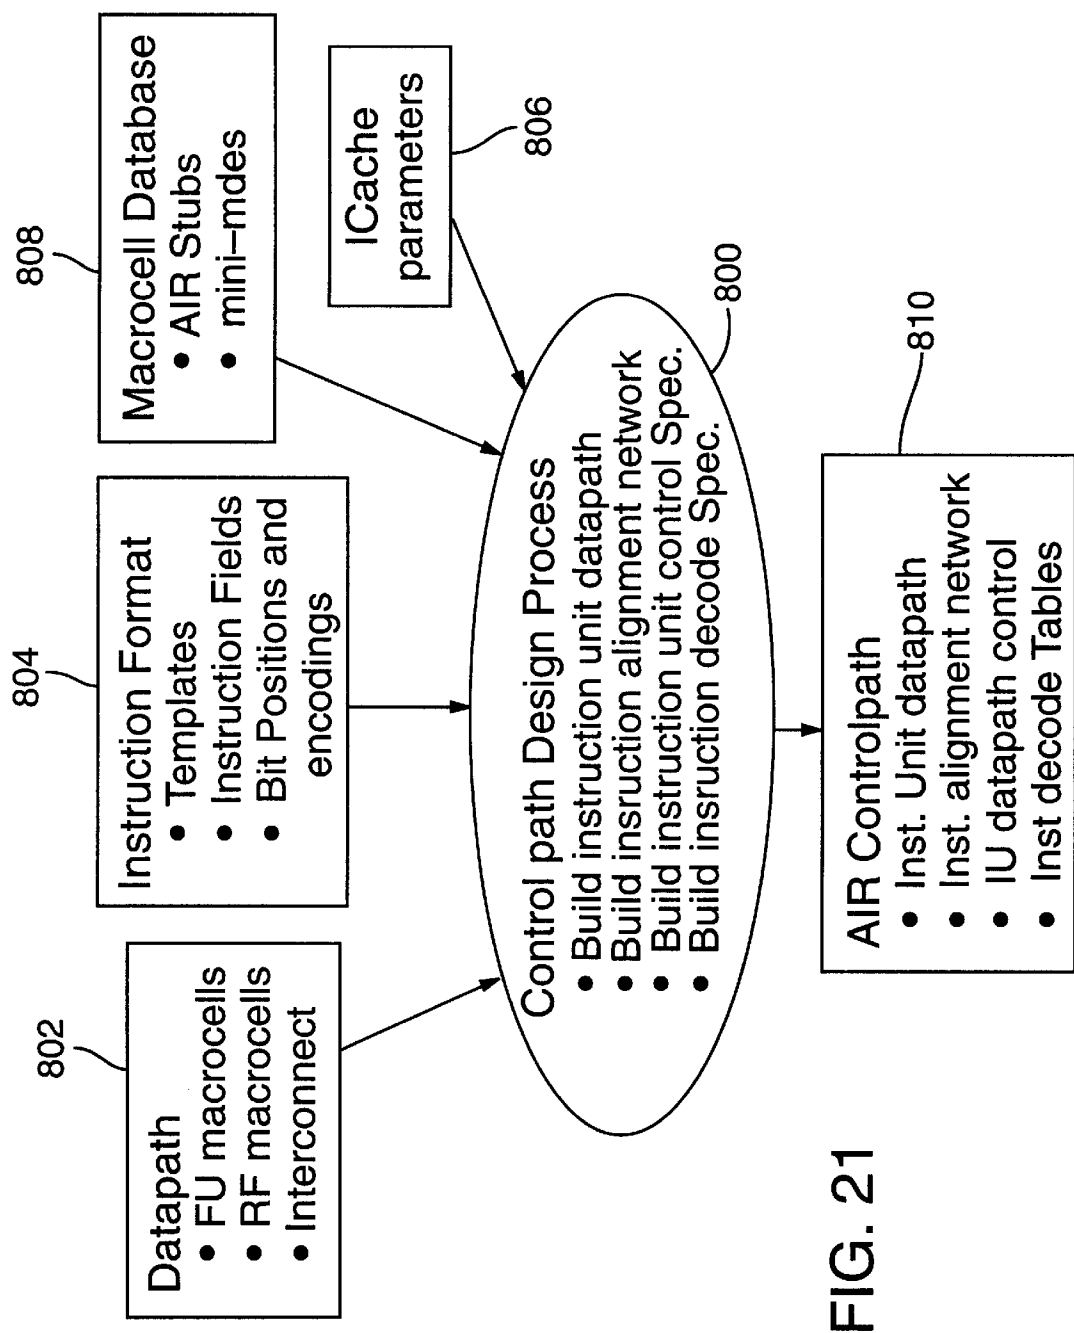 802
Datapath
• FU macrocells
• RF macrocells
• Interconnect
804
Instruction Format
• Templates
• Instruction Fields
• Bit Positions and
encodings
808
Macrocell Database
• AIR Stubs
• mini–mdes
ICache
parameters
806
Control path Design Process
• Build instruction unit datapath
• Build insruction alignment network
• Build instruction unit control Spec.
• Build insruction decode Spec.
800
AIR Controlpath
• Inst. Unit datapath
• Inst. alignment network
• IU datapath control
• Inst decode Tables
810
FIG. 21